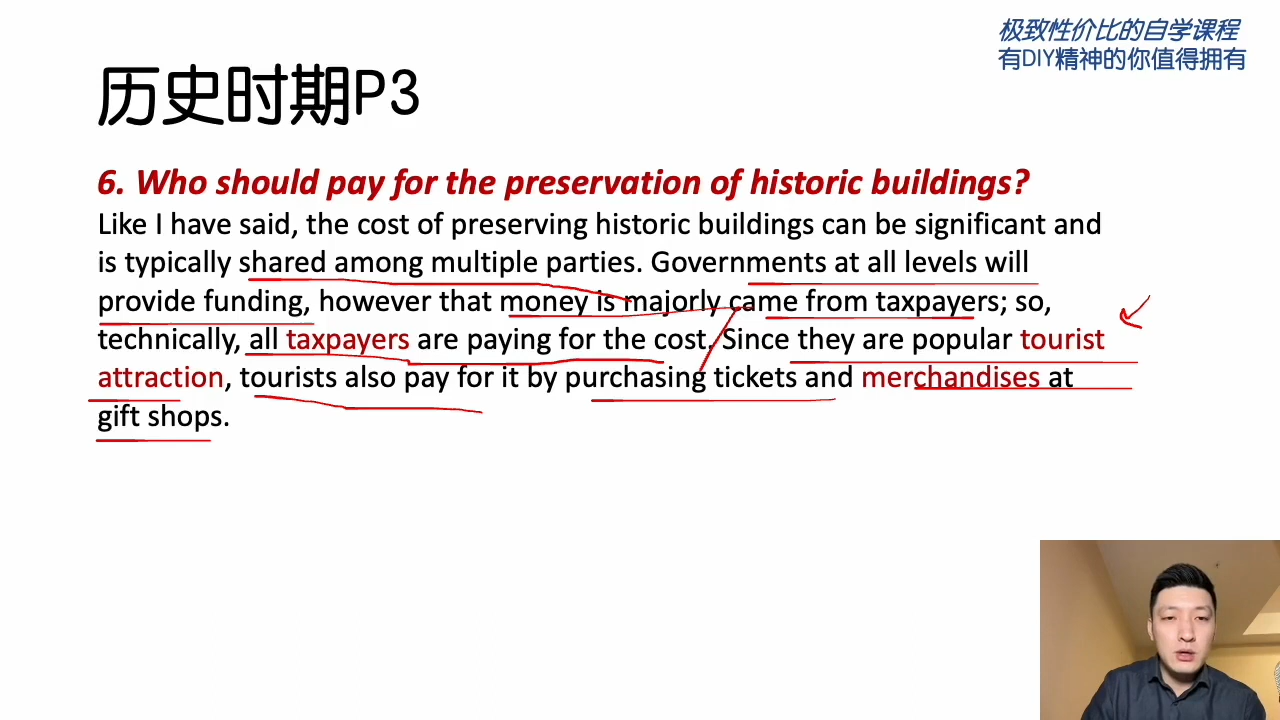 极致性价比的自学课程
有DIY精神的你值得拥有
历史时期P3
6. Who should pay for the preservation of historic buildings?
Like I have said, the cost of preserving historic buildings can be significant and
is typically shared among multiple parties. Governments at all levels will
provide funding, however that money is majorly came from taxpayers; so,
technically, all taxpayers are paying for the cost. Since they are popular tourist
attraction, tourists also pay for it by purchasing tickets and merchandises at
gift shops.